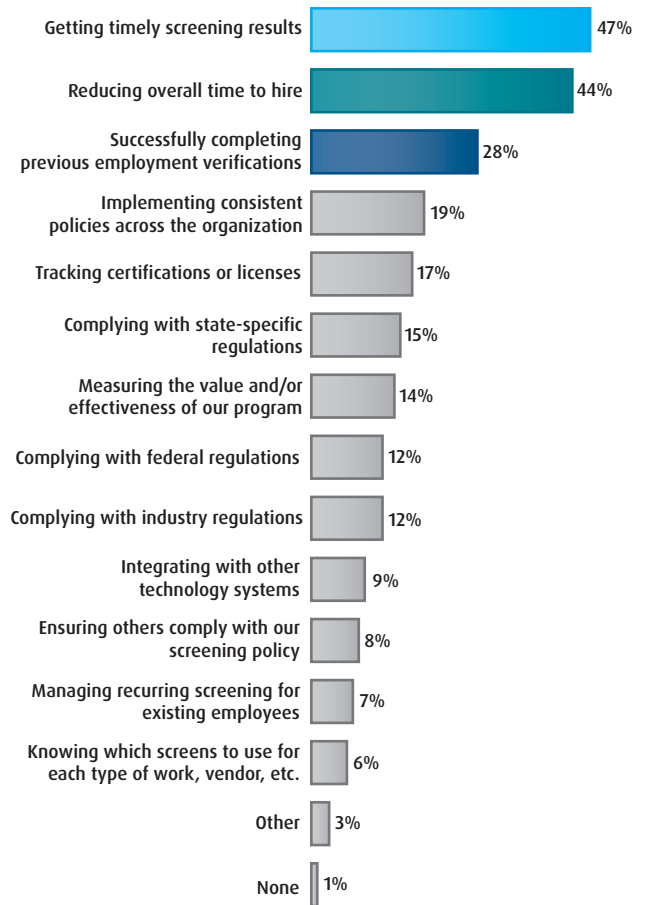 Getting timely screening results 47%
Reducing overall time to hire 44%
Successfully completing
previous employment verifications 28%
Implementing consistent
policies across the organization 19%
Tracking certifications or licenses 17%
Complying with state-specific
regulations 15%
Measuring the value and/or
effectiveness of our program 14%
Complying with federal regulations 12%
Complying with industry regulations 12%
Integrating with other
technology systems 9%
Ensuring others comply with our
screening policy 8%
Managing recurring screening for
existing employees 7%
Knowing which screens to use for
each type of work, vendor, etc. 6%
Other 3%
None 1%